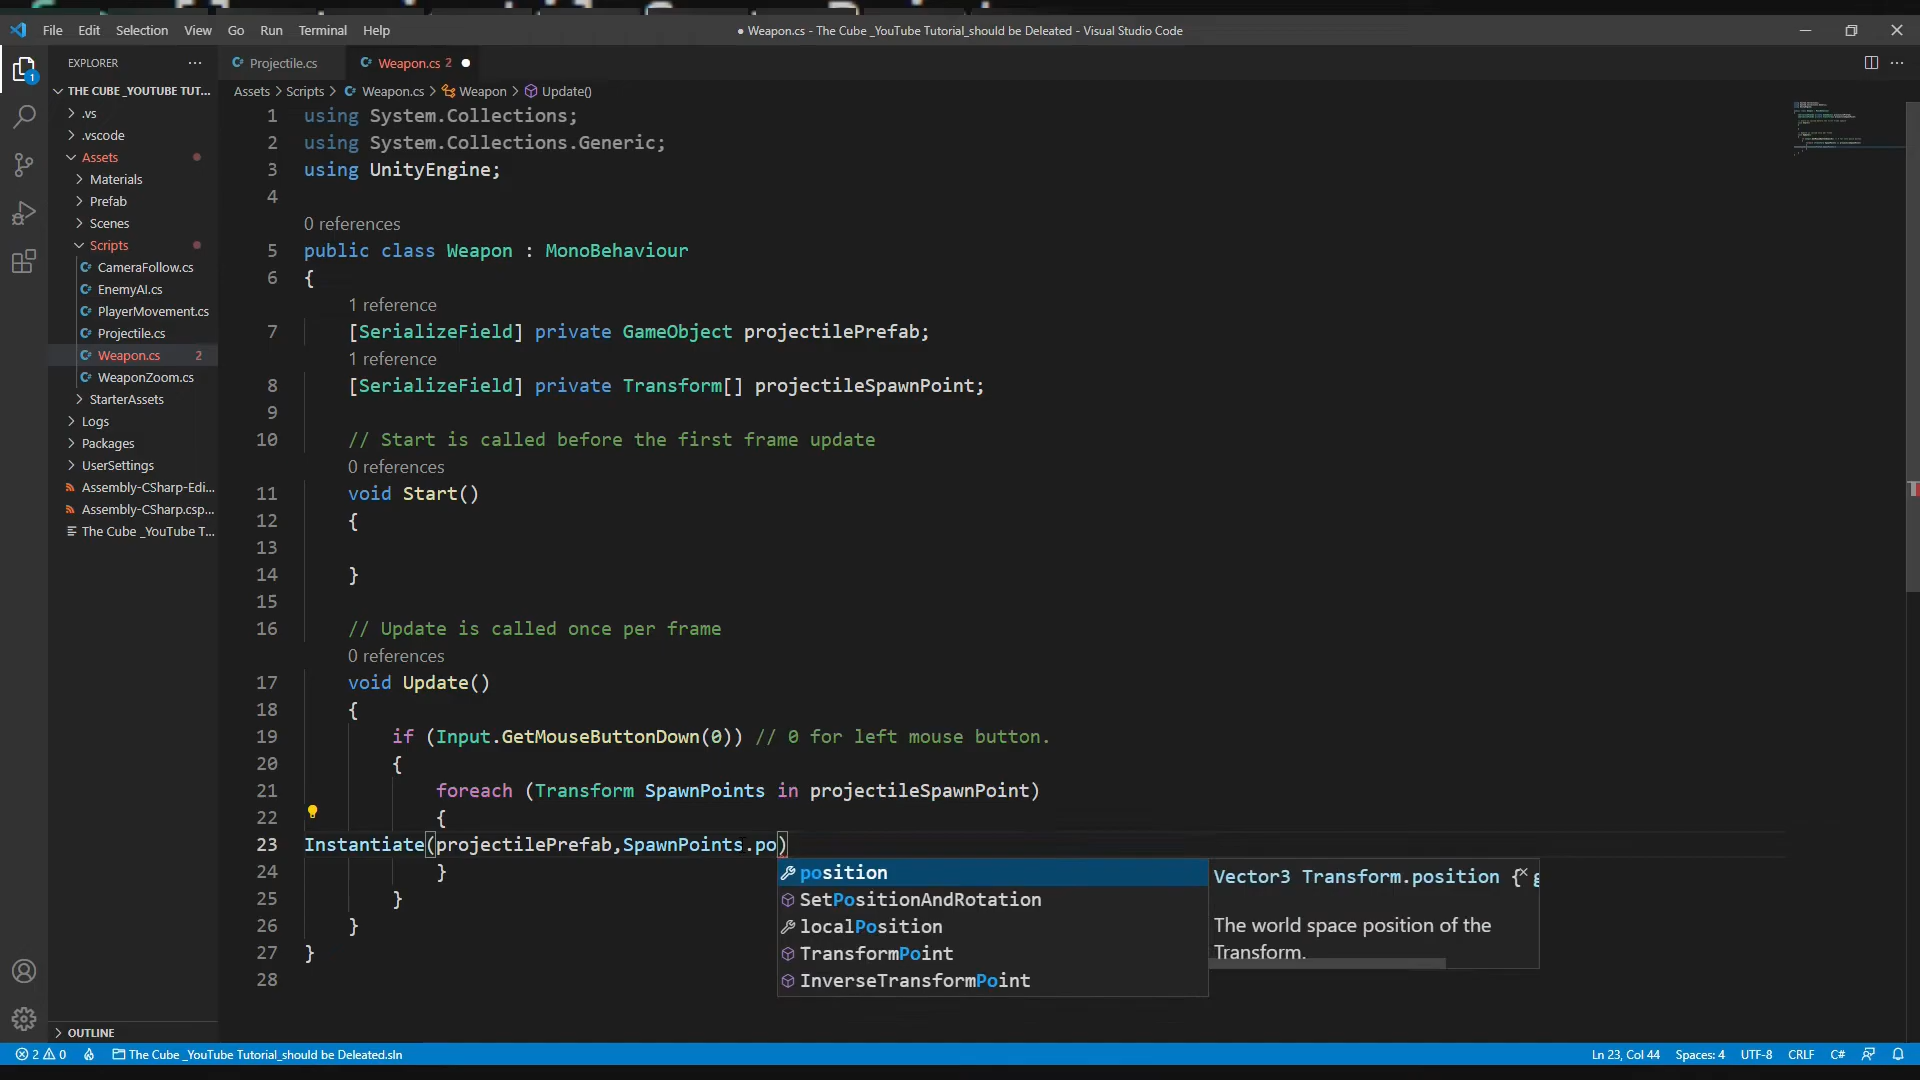 File Edit Selection View Go Run Terminal Help
● Weapon.cs - The Cube _YouTube Tutorial_should be Deleated - Visual Studio Code
EXPLORER ...
THE CUBE _YOUTUBE TUT...
.vs
.vscode
Assets
Materials
Prefab
Scenes
Scripts
CameraFollow.cs
EnemyAI.cs
PlayerMovement.cs
Projectile.cs
Weapon.cs 2
WeaponZoom.cs
StarterAssets
Logs
Packages
UserSettings
Assembly-CSharp-Edi...
Assembly-CSharp.csp...
The Cube _YouTube T...
OUTLINE
1
Projectile.cs
Weapon.cs 2 ●
Assets > Scripts > Weapon.cs > Weapon > Update()
1 using System.Collections;
2 using System.Collections.Generic;
3 using UnityEngine;
4
0 references
5 public class Weapon : MonoBehaviour
6 {
1 reference
7 [SerializeField] private GameObject projectilePrefab;
1 reference
8 [SerializeField] private Transform[] projectileSpawnPoint;
9
10 // Start is called before the first frame update
0 references
11 void Start()
12 {
13
14 }
15
16 // Update is called once per frame
0 references
17 void Update()
18 {
19 if (Input.GetMouseButtonDown(0)) // 0 for left mouse button.
20 {
21 foreach (Transform SpawnPoints in projectileSpawnPoint)
22 {
23 Instantiate(projectilePrefab,SpawnPoints.po)
24 }
25 }
26 }
27 }
28
position
SetPositionAndRotation
localPosition
TransformPoint
InverseTransformPoint
Vector3 Transform.position {
The world space position of the
Transform.
2 0 The Cube _YouTube Tutorial_should be Deleated.sln
Ln 23, Col 44 Spaces: 4 UTF-8 CRLF C#